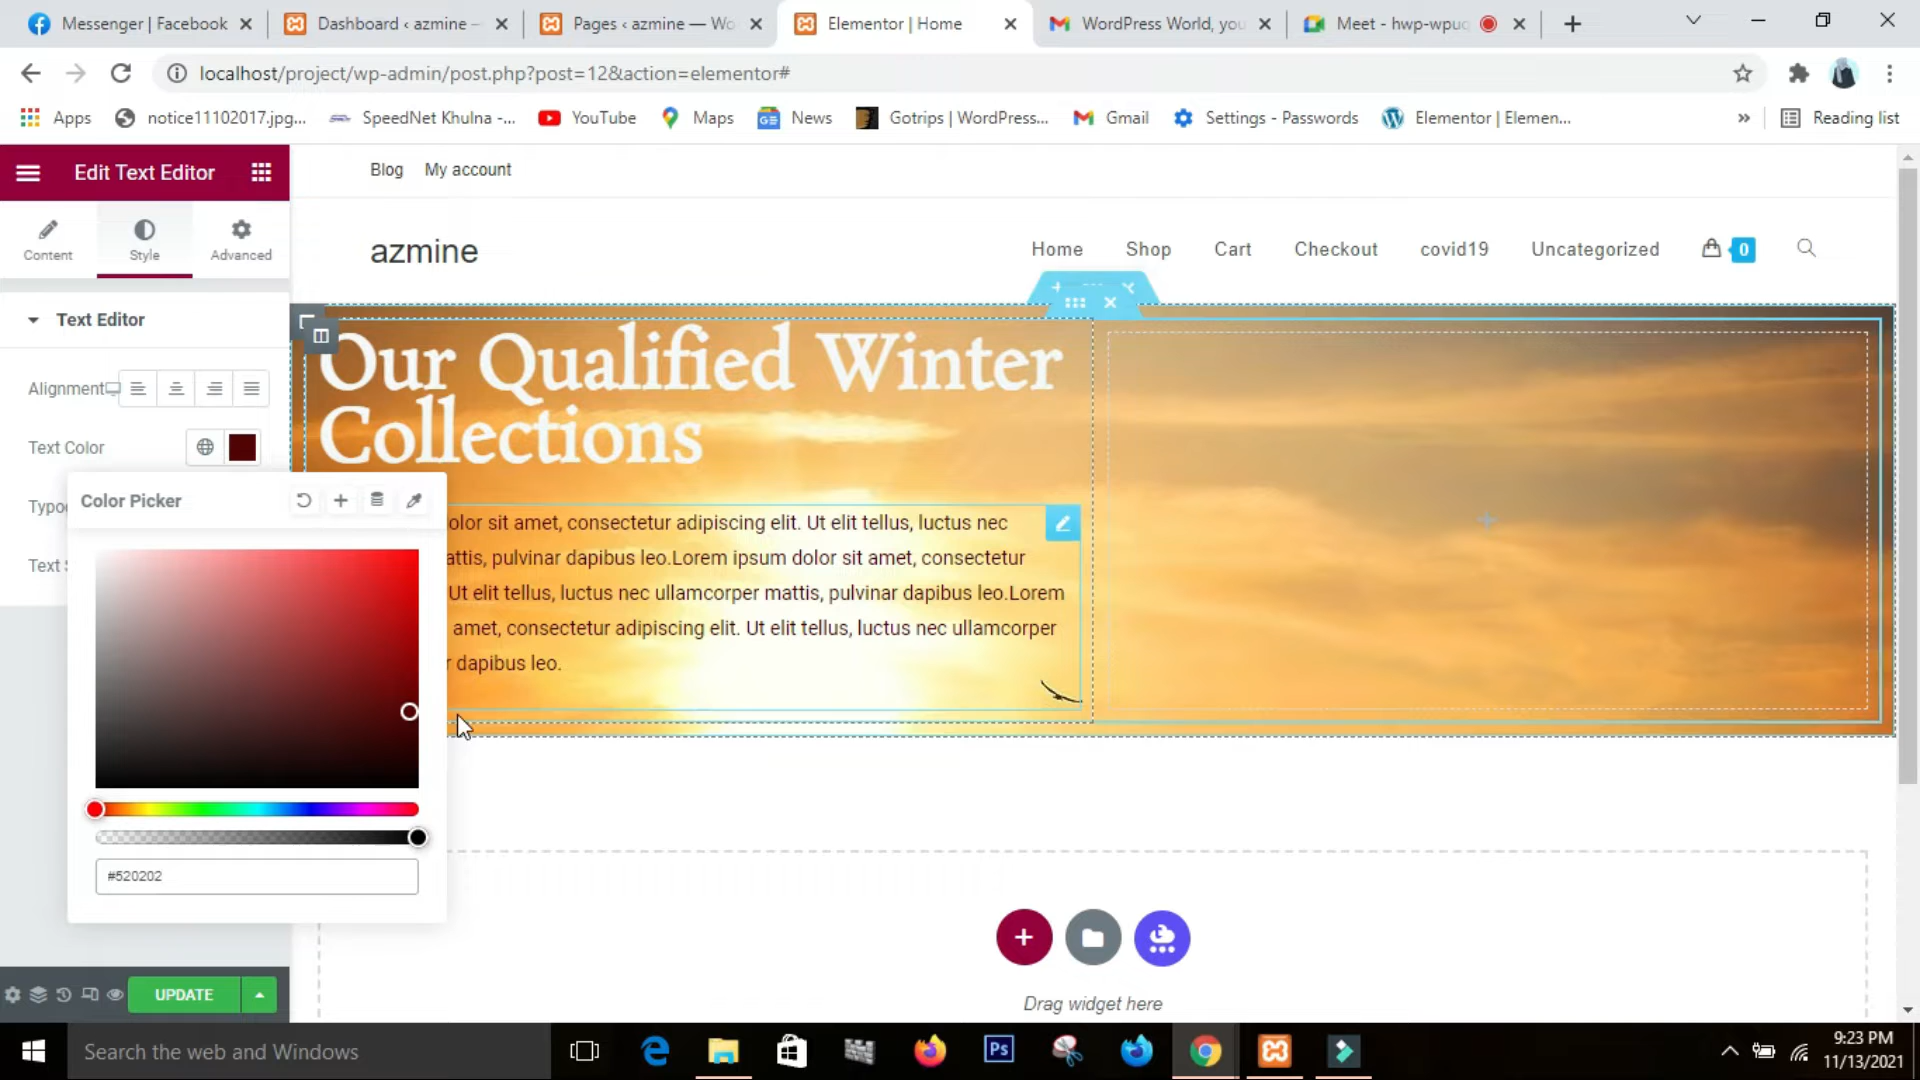 Messenger | Facebook
Dashboard ‹ azmine —
Pages ‹ azmine — Wo
Elementor | Home
WordPress World, you
Meet - hwp-wpuq
localhost/project/wp-admin/post.php?post=12&action=elementor#
Apps
notice11102017.jpg...
SpeedNet Khulna -...
YouTube
Maps
News
Gotrips | WordPress...
Gmail
Settings - Passwords
Elementor | Elemen...
»
Reading list
Edit Text Editor
Blog
My account
Content
Style
Advanced
azmine
Home
Shop
Cart
Checkout
covid19
Uncategorized
0
Text Editor
Our Qualified Winter
Collections
Alignment
Text Color
Color Picker
Typo
Text S
olor sit amet, consectetur adipiscing elit. Ut elit tellus, luctus nec
attis, pulvinar dapibus leo.Lorem ipsum dolor sit amet, consectetur
Ut elit tellus, luctus nec ullamcorper mattis, pulvinar dapibus leo.Lorem
amet, consectetur adipiscing elit. Ut elit tellus, luctus nec ullamcorper
r dapibus leo.
#520202
UPDATE
Drag widget here
Search the web and Windows
Ps
9:23 PM
11/13/2021